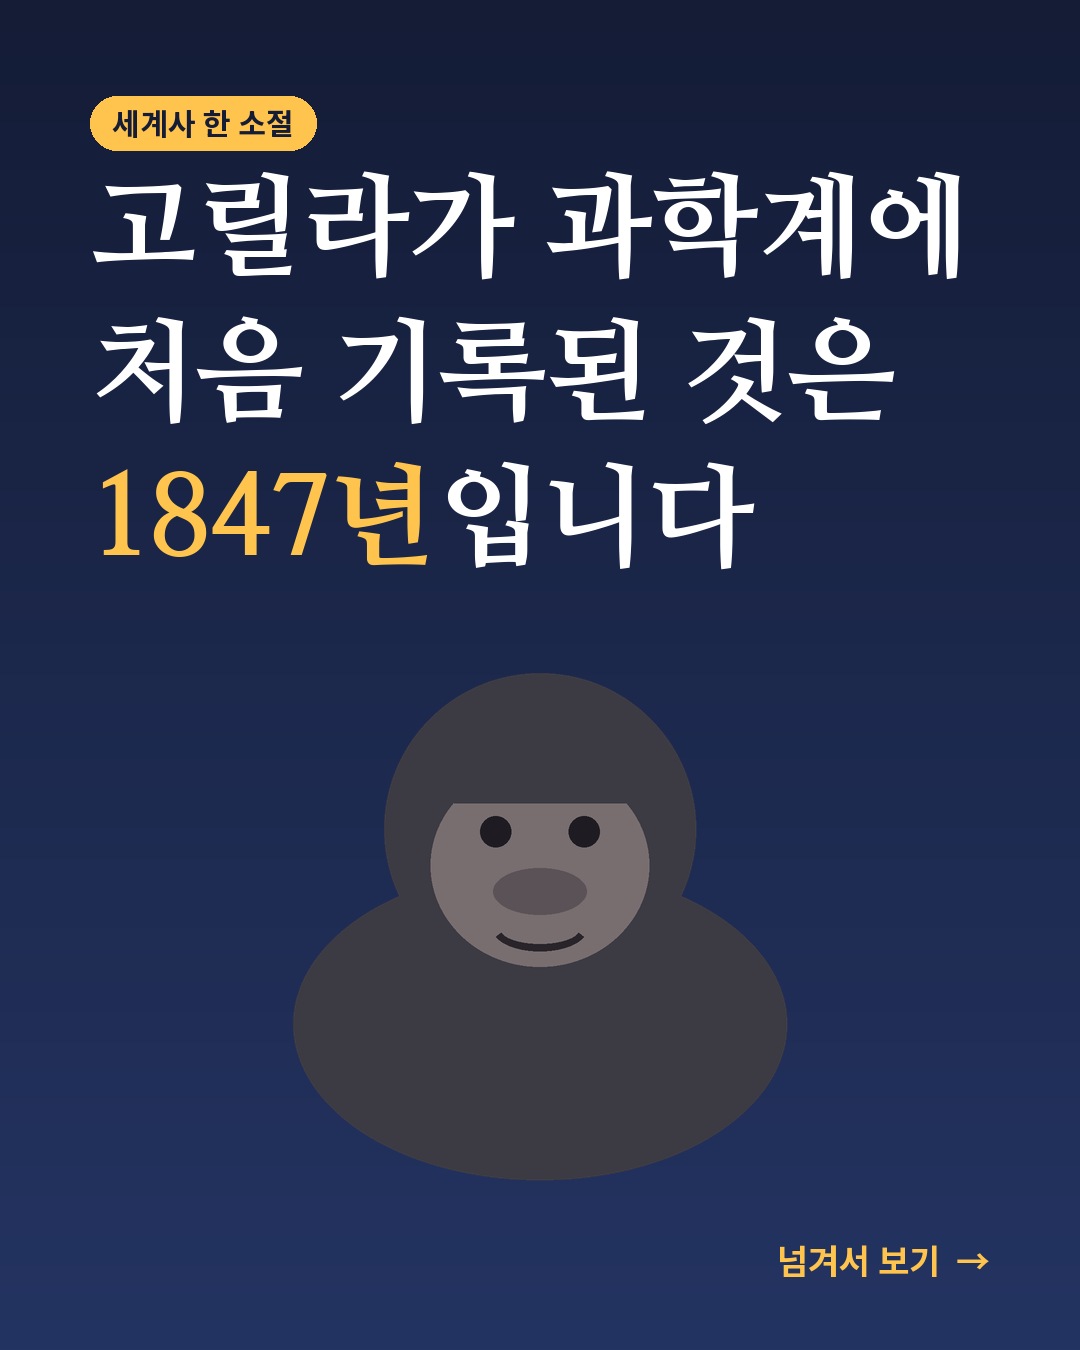 세계사 한 소절
고릴라가 과학계에
처음 기록된 것은
1847년입니다
넘겨서 보기 →